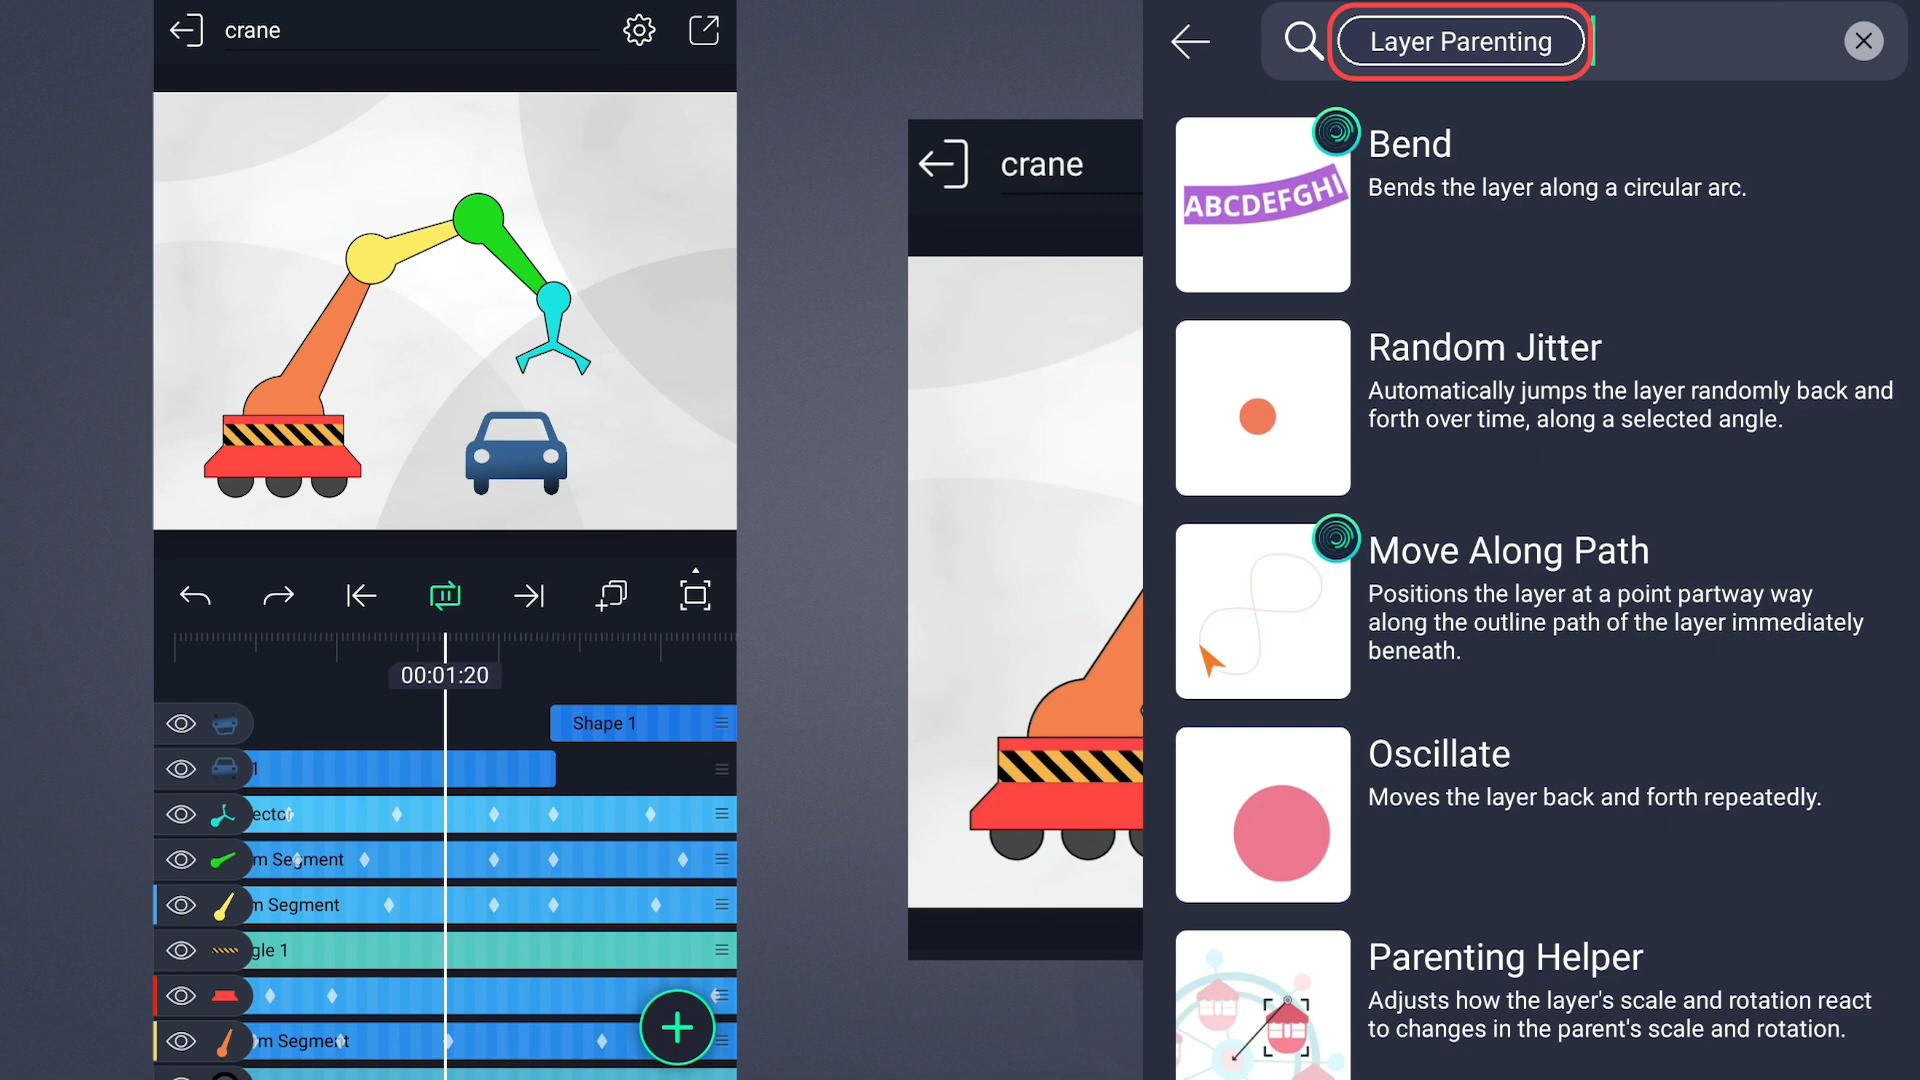 crane
00:01:20
Shape 1
1
ector
m Segment
m Segment
gle 1
m Segment
crane
Layer Parenting
ABCDEFGHI
Bend
Bends the layer along a circular arc.
Random Jitter
Automatically jumps the layer randomly back and
forth over time, along a selected angle.
Move Along Path
Positions the layer at a point partway way
along the outline path of the layer immediately
beneath.
Oscillate
Moves the layer back and forth repeatedly.
Parenting Helper
Adjusts how the layer's scale and rotation react
to changes in the parent's scale and rotation.